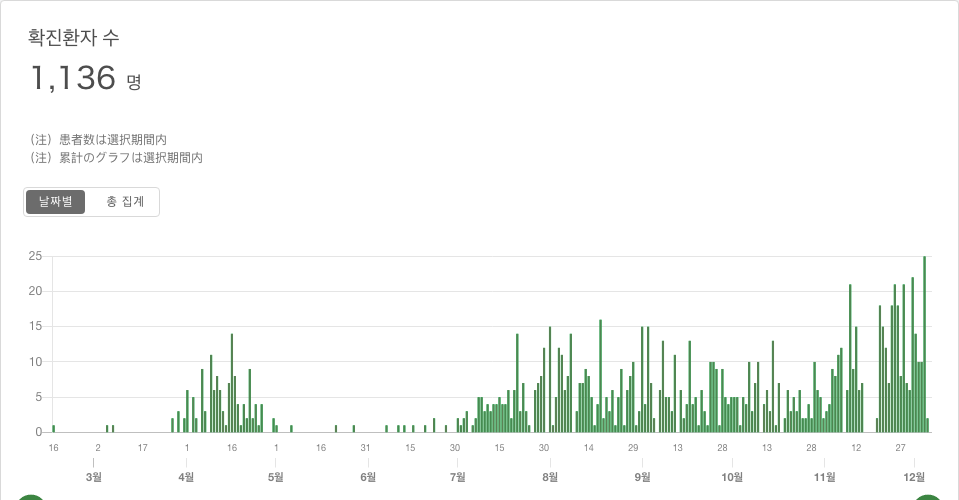 확진환자 수
1,136 명
（注）患者数は選択期間内
（注）累計のグラフは選択期間内
날짜별 총 집계
25
20
15
10
5
0
16 2 17 1 16 1 16 31 15 30 15 30 14 29 13 28 13 28 12 27
3월 4월 5월 6월 7월 8월 9월 10월 11월 12월